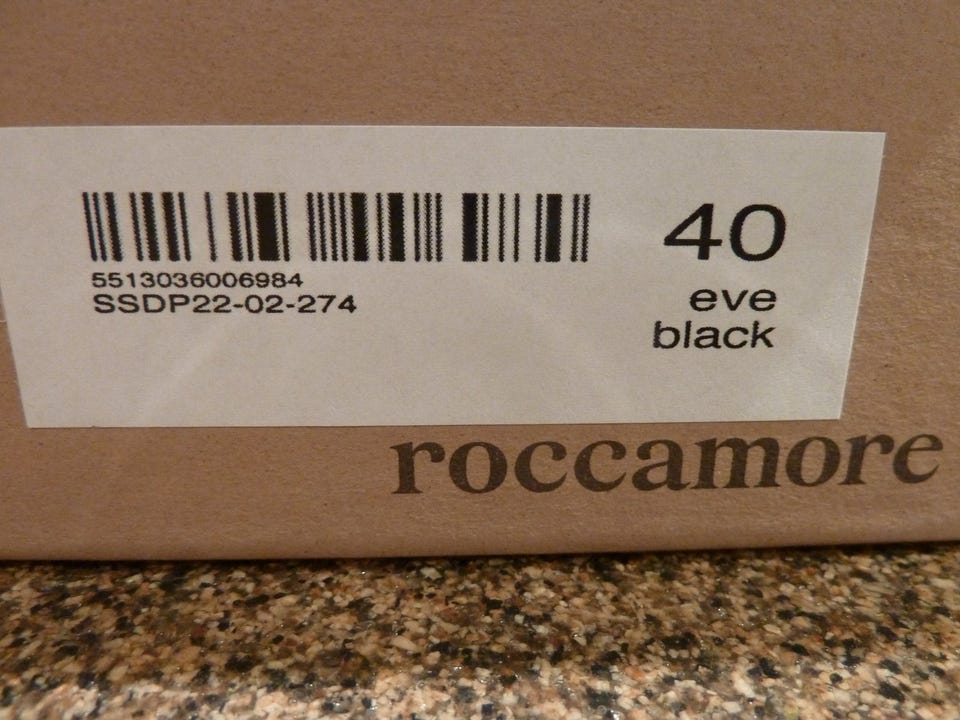 5513036006984
SSDP22-02-274
40
eve
black
roccamore